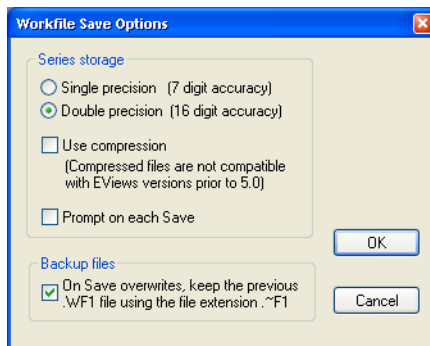 Workfile Save Options
Series storage
Single precision (7 digit accuracy)
Double precision (16 digit accuracy)
Use compression
(Compressed files are not compatible
with EViews versions prior to 5.0)
Prompt on each Save
OK
Backup files
On Save overwrites, keep the previous
.WF1 file using the file extension .~F1
Cancel